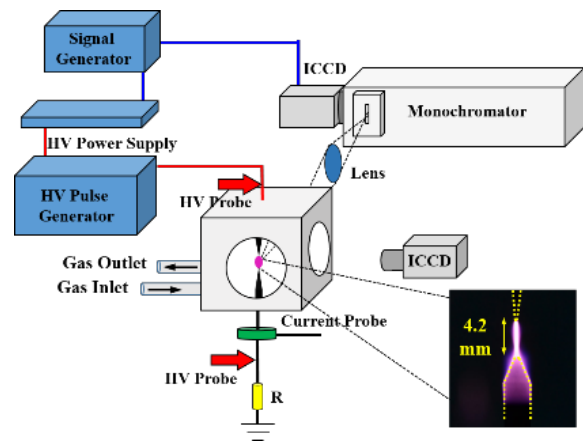 Signal
Generator
ICCD
Monochromator
HV Power Supply
Lens
HV Pulse
Generator
HV Probe
Gas Outlet
Gas Inlet
ICCD
Current Probe
4.2
mm
HV Probe
R